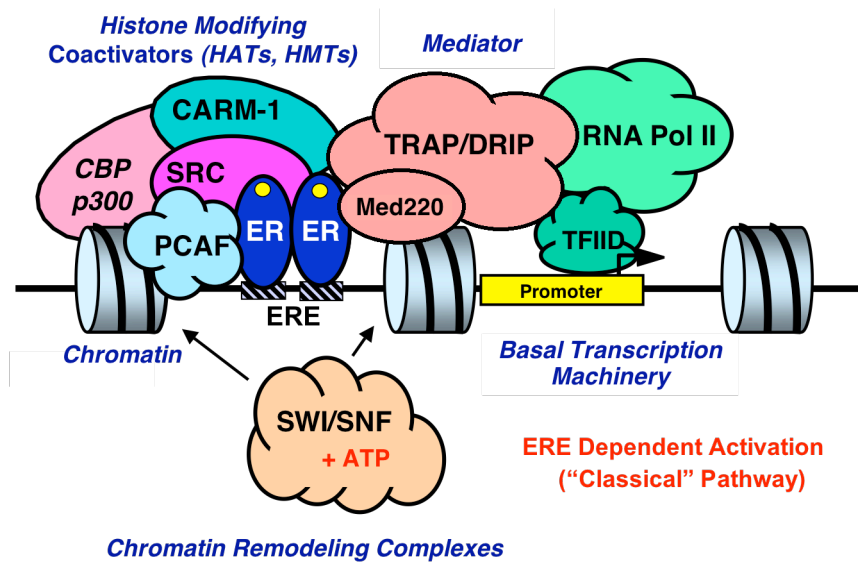 Histone Modifying
Coactivators (HATs, HMTs)
Mediator
CARM-1
TRAP/DRIP
RNA Pol II
CBP
p300
SRC
Med220
ER
ER
PCAF
TFIID
Promoter
ERE
Chromatin
Basal Transcription
Machinery
SWI/SNF
+ ATP
ERE Dependent Activation
(“Classical” Pathway)
Chromatin Remodeling Complexes